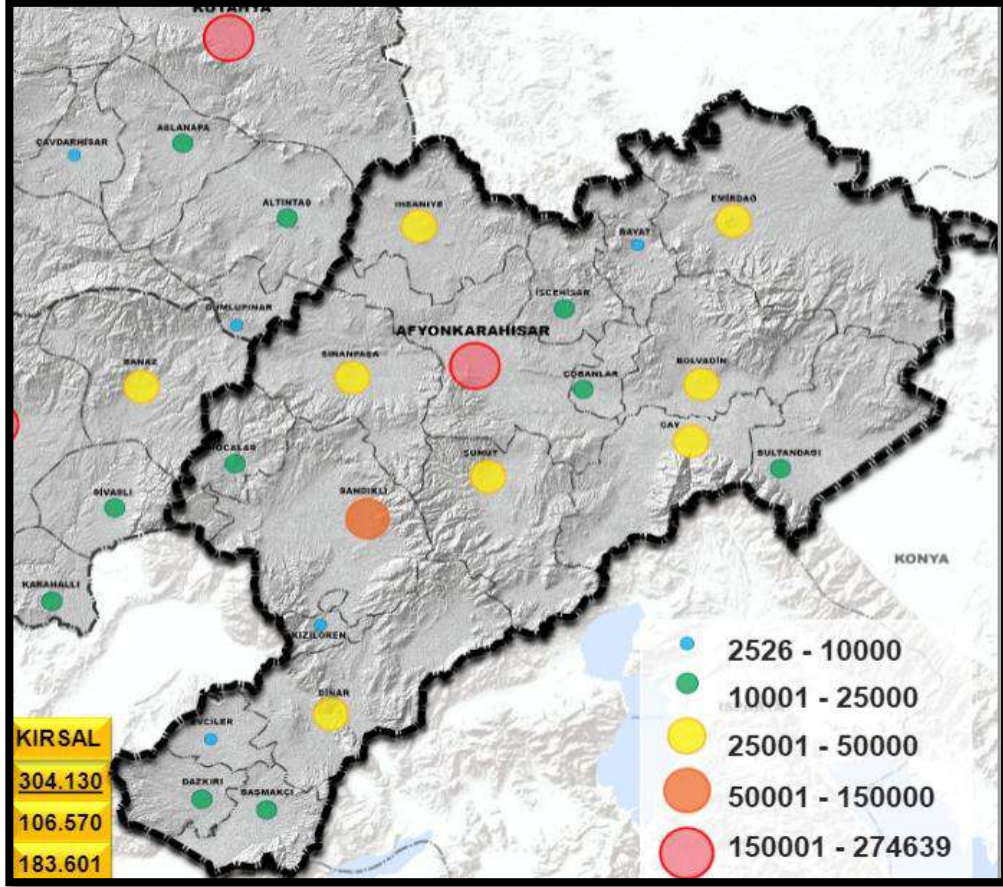 KÜTAHYA
ÇAVDARHİSAR
ASLANAPA
ALTINTAŞ
İHSANİYE
EMİRDAĞ
BAYAT
İSCEHİSAR
DUMLUPINAR
AFYONKARAHİSAR
BANAZ
SİNANPAŞA
ÇOBANLAR
BOLVADİN
ÇAY
HOCALAR
ŞUHUT
SULTANDAĞI
SİVASLI
SANDIKLI
KONYA
KARAHALLI
KIZILÖREN
DİNAR
EVCİLER
DAZKIRI
BAŞMAKÇI
KIRSAL
304.130
106.570
183.601
2526 - 10000
10001 - 25000
25001 - 50000
50001 - 150000
150001 - 274639